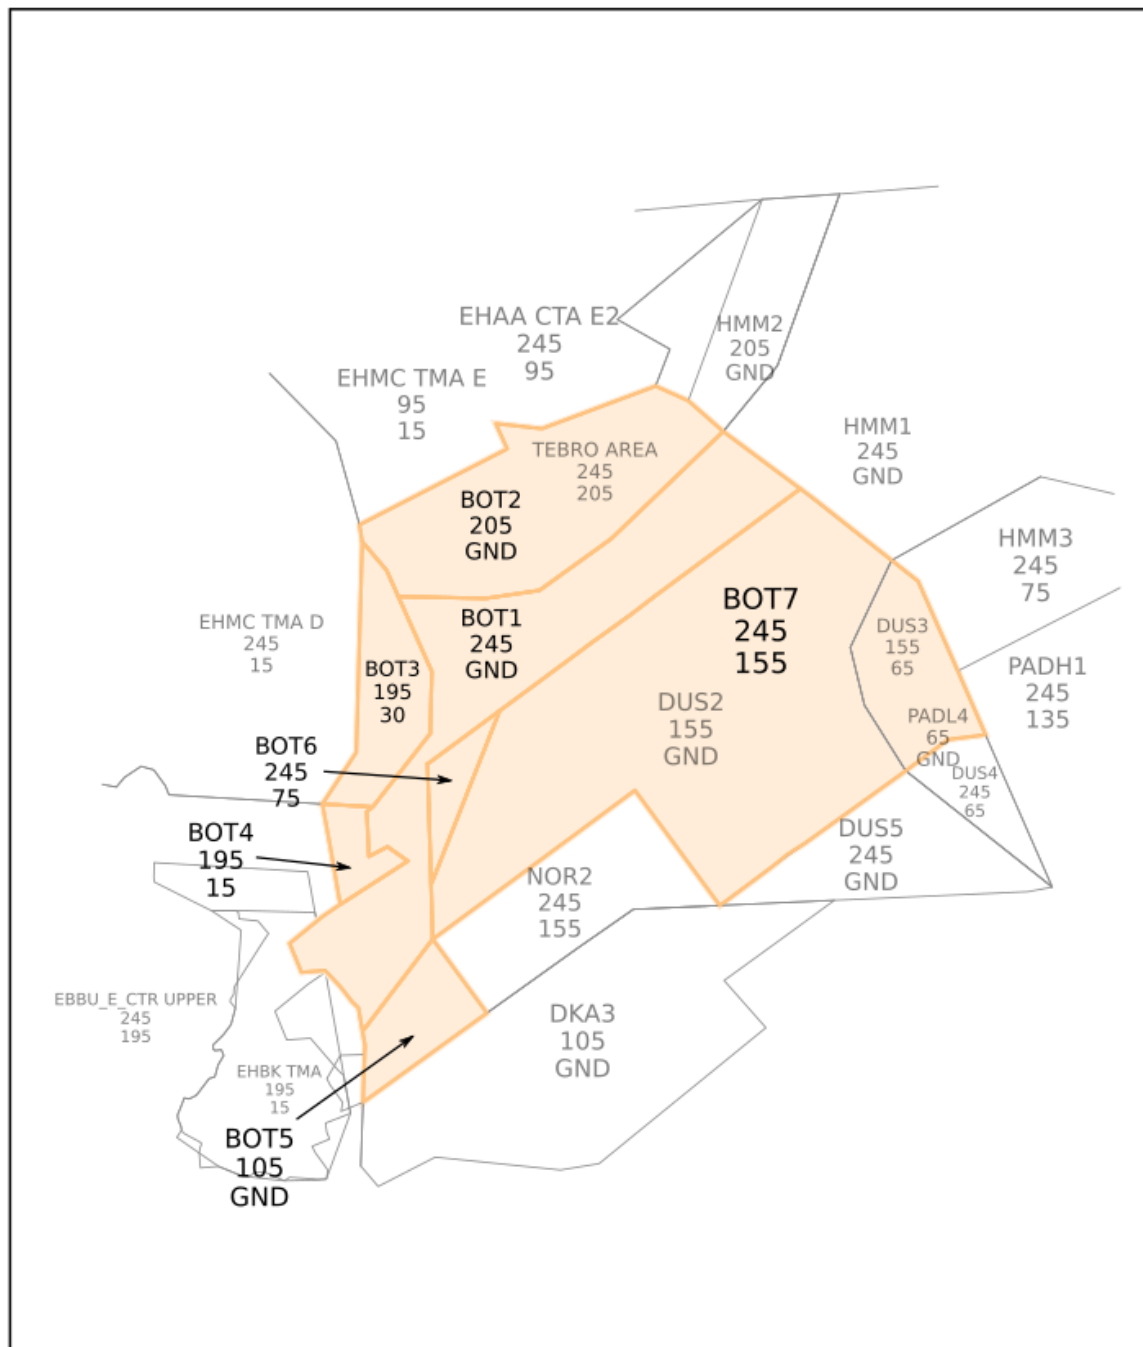 EHAA CTA E2
245
95
HMM2
205
GND
EHMC TMA E
95
15
HMM1
245
GND
TEBRO AREA
245
205
BOT2
205
GND
HMM3
245
75
BOT7
245
155
EHMC TMA D
245
15
BOT1
245
GND
DUS3
155
65
BOT3
195
30
PADH1
245
135
DUS2
155
GND
PADL4
65
GND
BOT6
245
75
DUS4
245
65
BOT4
195
15
DUS5
245
GND
NOR2
245
155
EBBU_E_CTR UPPER
245
195
DKA3
105
GND
EHBK TMA
195
15
BOT5
105
GND